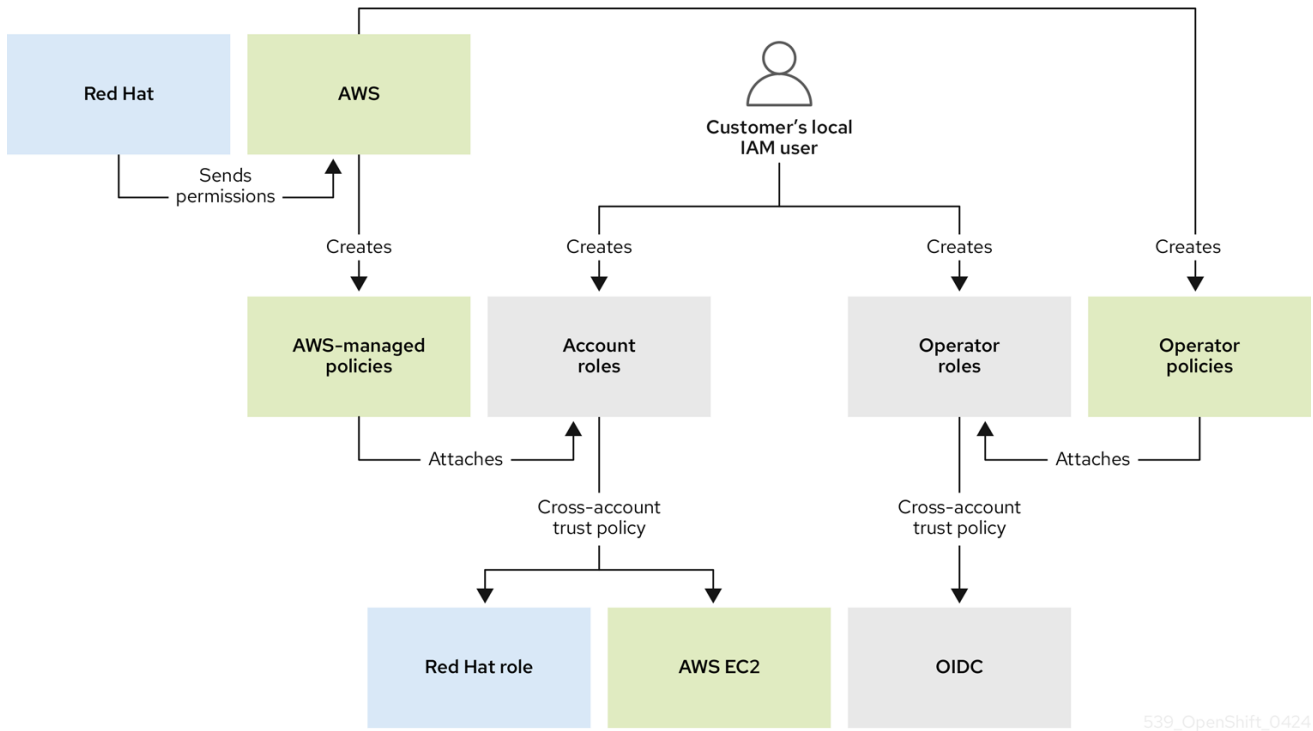 Red Hat
AWS
Customer’s local
IAM user
Sends
permissions
Creates
Creates
Creates
Creates
AWS-managed
policies
Account
roles
Operator
roles
Operator
policies
Attaches
Attaches
Cross-account
trust policy
Cross-account
trust policy
Red Hat role
AWS EC2
OIDC
539_OpenShift_0424